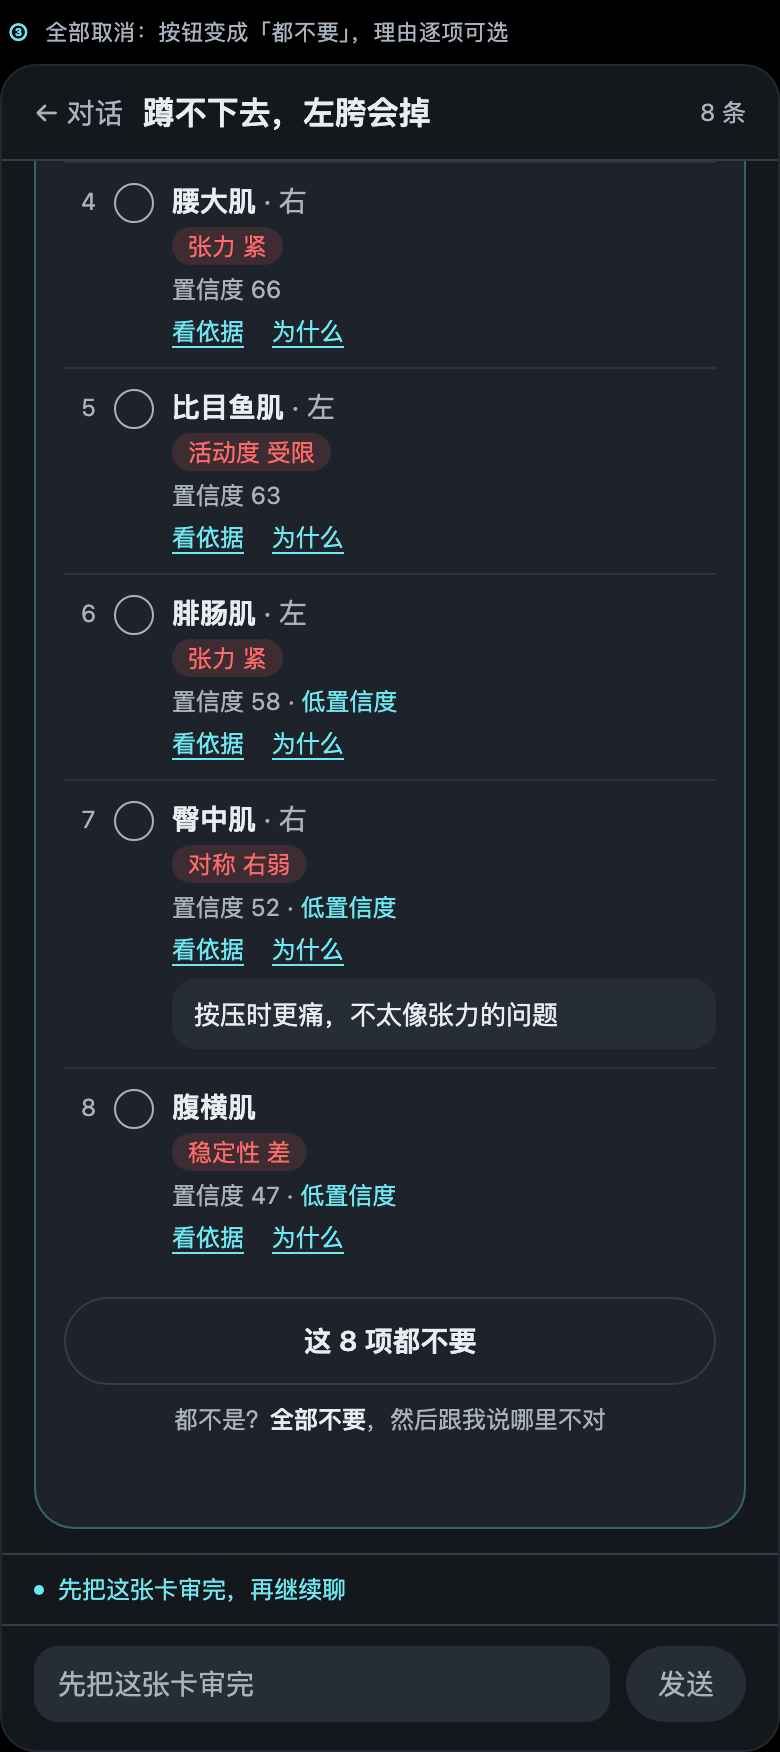 ③ 全部取消：按钮变成「都不要」，理由逐项可选
← 对话 蹲不下去，左胯会掉 8 条
4 腰大肌 · 右
张力 紧
置信度 66
看依据 为什么
5 比目鱼肌 · 左
活动度 受限
置信度 63
看依据 为什么
6 腓肠肌 · 左
张力 紧
置信度 58 · 低置信度
看依据 为什么
7 臀中肌 · 右
对称 右弱
置信度 52 · 低置信度
看依据 为什么
按压时更痛，不太像张力的问题
8 腹横肌
稳定性 差
置信度 47 · 低置信度
看依据 为什么
这 8 项都不要
都不是？全部不要，然后跟我说哪里不对
先把这张卡审完，再继续聊
先把这张卡审完 发送